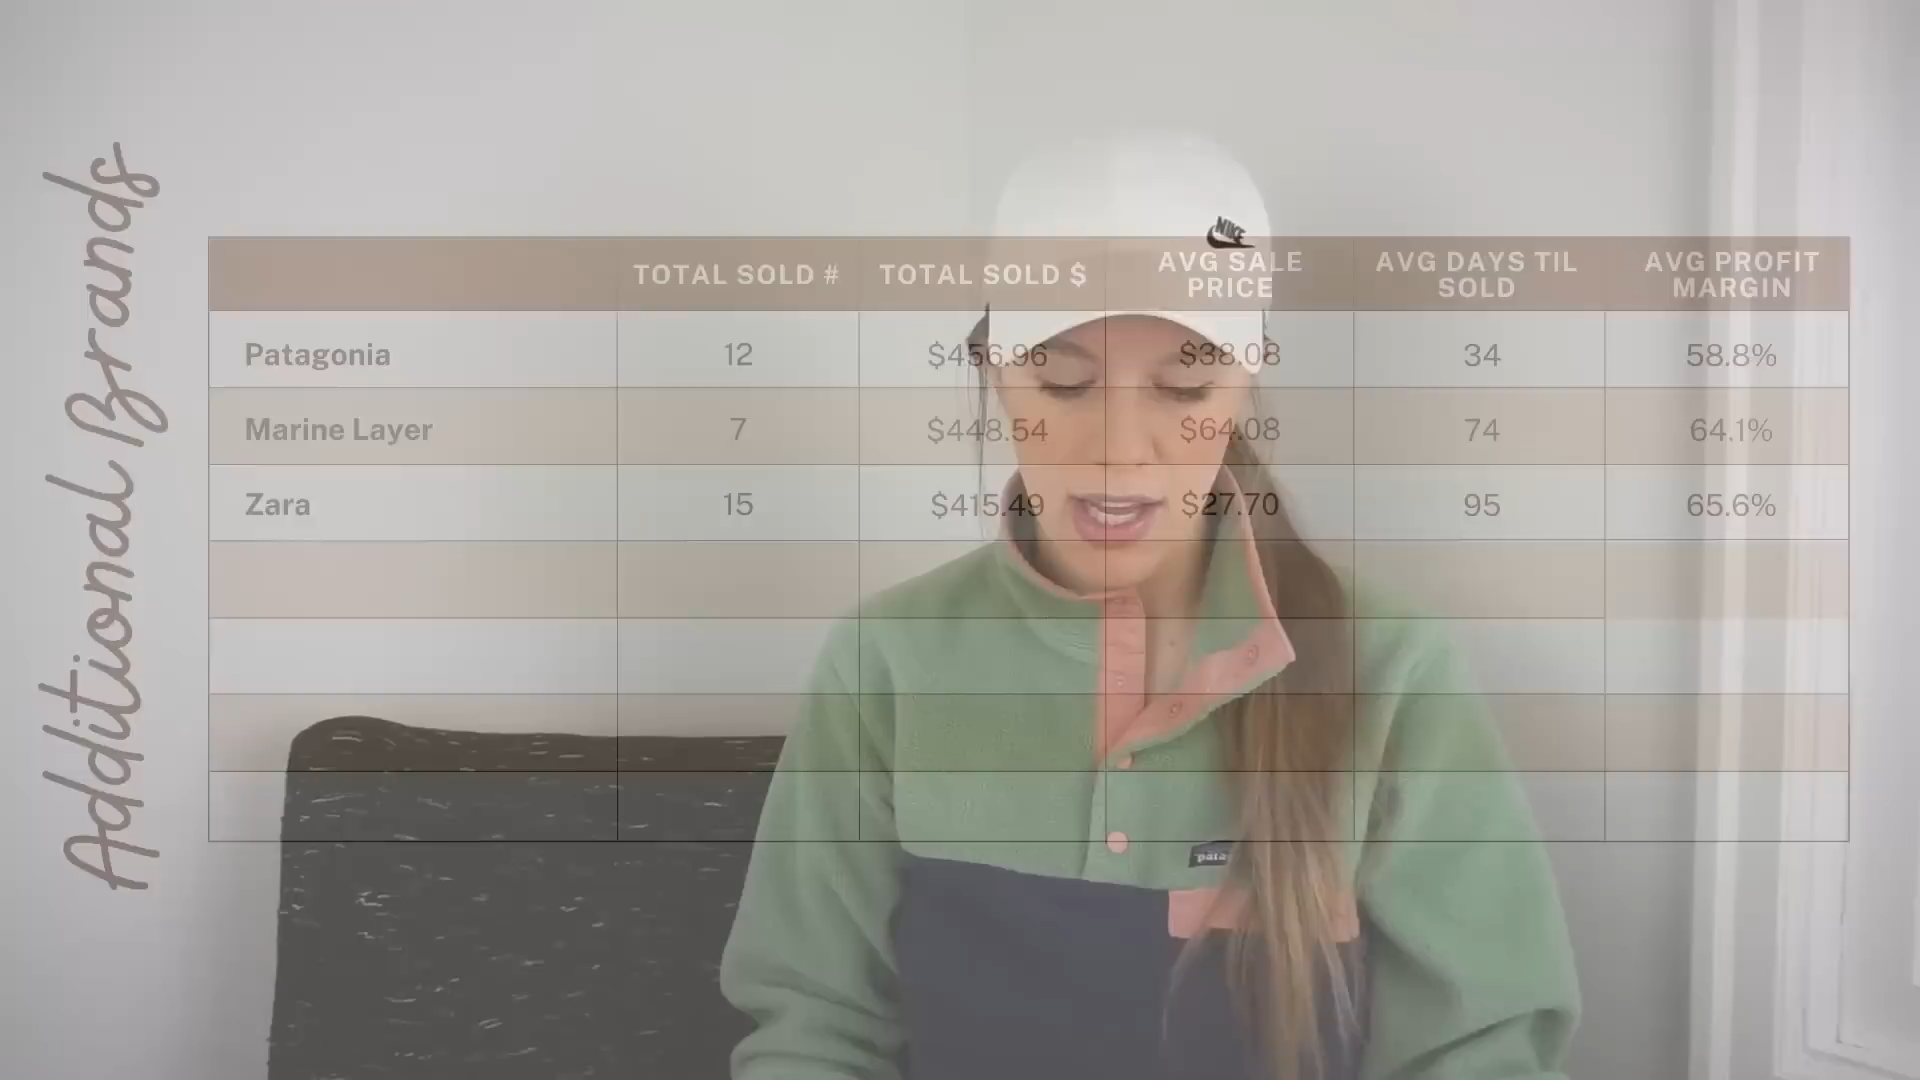 Additional Brands
NIKE
TOTAL SOLD # TOTAL SOLD $ AVG SALE PRICE AVG DAYS TIL SOLD AVG PROFIT MARGIN
Patagonia 12 $456.96 $38.08 34 58.8%
Marine Layer 7 $448.54 $64.08 74 64.1%
Zara 15 $415.49 $27.70 95 65.6%
pata